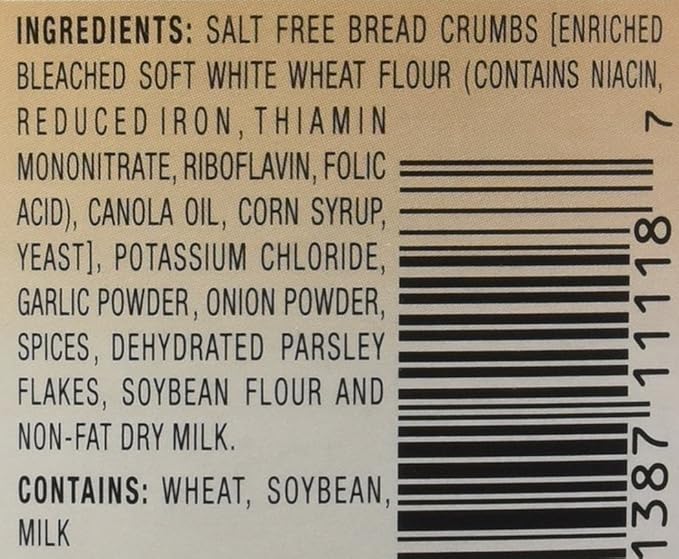 INGREDIENTS: SALT FREE BREAD CRUMBS [ENRICHED
BLEACHED SOFT WHITE WHEAT FLOUR (CONTAINS NIACIN,
REDUCED IRON, THIAMIN
MONONITRATE, RIBOFLAVIN, FOLIC
ACID), CANOLA OIL, CORN SYRUP,
YEAST], POTASSIUM CHLORIDE,
GARLIC POWDER, ONION POWDER,
SPICES, DEHYDRATED PARSLEY
FLAKES, SOYBEAN FLOUR AND
NON-FAT DRY MILK.
CONTAINS: WHEAT, SOYBEAN,
MILK
1387 11118 7